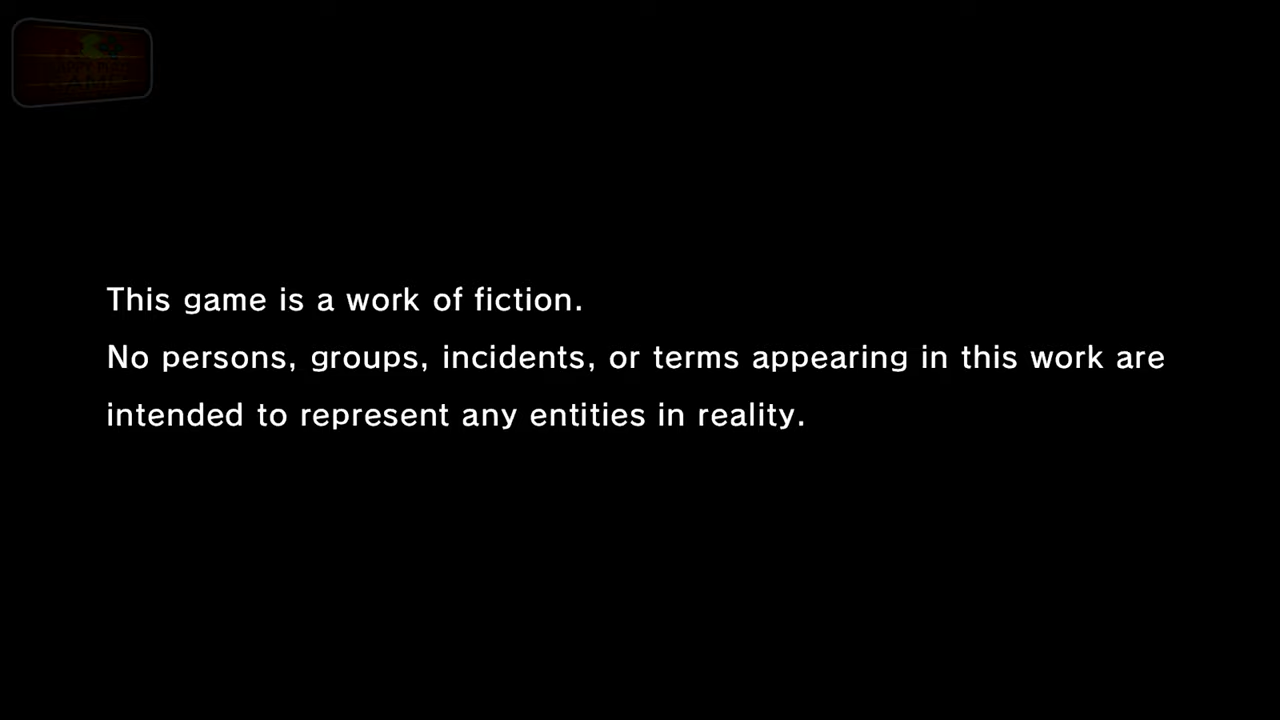 This game is a work of fiction.
No persons, groups, incidents, or terms appearing in this work are
intended to represent any entities in reality.